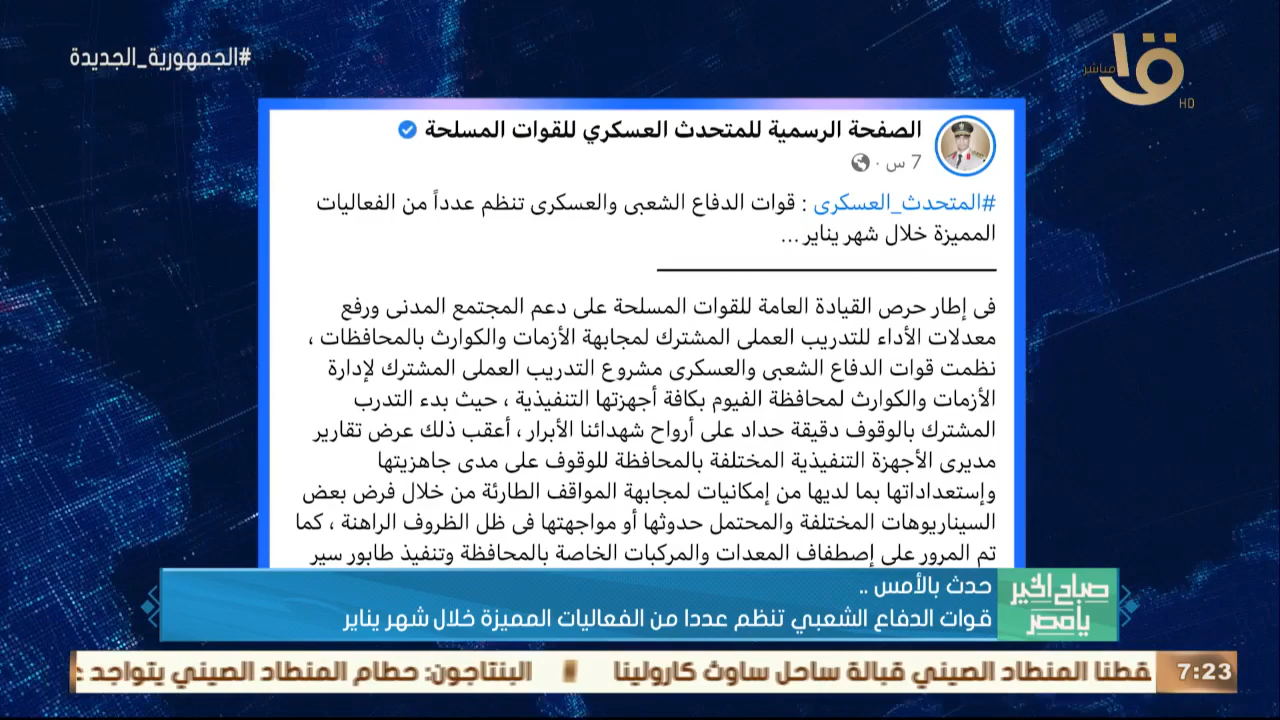 #الجمهورية_الجديدة
مباشر
HD
الصفحة الرسمية للمتحدث العسكري للقوات المسلحة
7 س ·
#المتحدث_العسكرى : قوات الدفاع الشعبى والعسكرى تنظم عدداً من الفعاليات
المميزة خلال شهر يناير ...
فى إطار حرص القيادة العامة للقوات المسلحة على دعم المجتمع المدنى ورفع
معدلات الأداء للتدريب العملى المشترك لمجابهة الأزمات والكوارث بالمحافظات ،
نظمت قوات الدفاع الشعبى والعسكرى مشروع التدريب العملى المشترك لإدارة
الأزمات والكوارث لمحافظة الفيوم بكافة أجهزتها التنفيذية ، حيث بدء التدرب
المشترك بالوقوف دقيقة حداد على أرواح شهدائنا الأبرار ، أعقب ذلك عرض تقارير
مديرى الأجهزة التنفيذية المختلفة بالمحافظة للوقوف على مدى جاهزيتها
وإستعداداتها بما لديها من إمكانيات لمجابهة المواقف الطارئة من خلال فرض بعض
السيناريوهات المختلفة والمحتمل حدوثها أو مواجهتها فى ظل الظروف الراهنة ، كما
تم المرور على إصطفاف المعدات والمركبات الخاصة بالمحافظة وتنفيذ طابور سير
صباح الخير
يا مصر
حدث بالأمس ..
قوات الدفاع الشعبي تنظم عددا من الفعاليات المميزة خلال شهر يناير
7:23
قطنا المنطاد الصيني قبالة ساحل ساوث كارولينا
البنتاجون: حطام المنطاد الصيني يتواجد